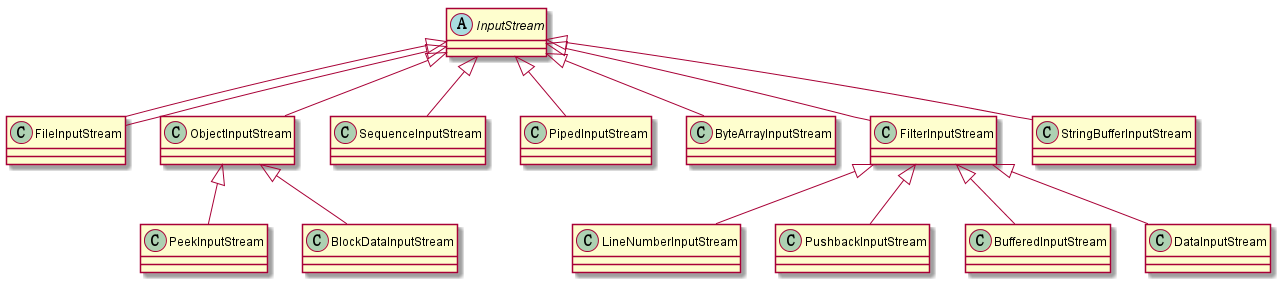 A InputStream
C FileInputStream
C ObjectInputStream
C SequenceInputStream
C PipedInputStream
C ByteArrayInputStream
C FilterInputStream
C StringBufferInputStream
C PeekInputStream
C BlockDataInputStream
C LineNumberInputStream
C PushbackInputStream
C BufferedInputStream
C DataInputStream